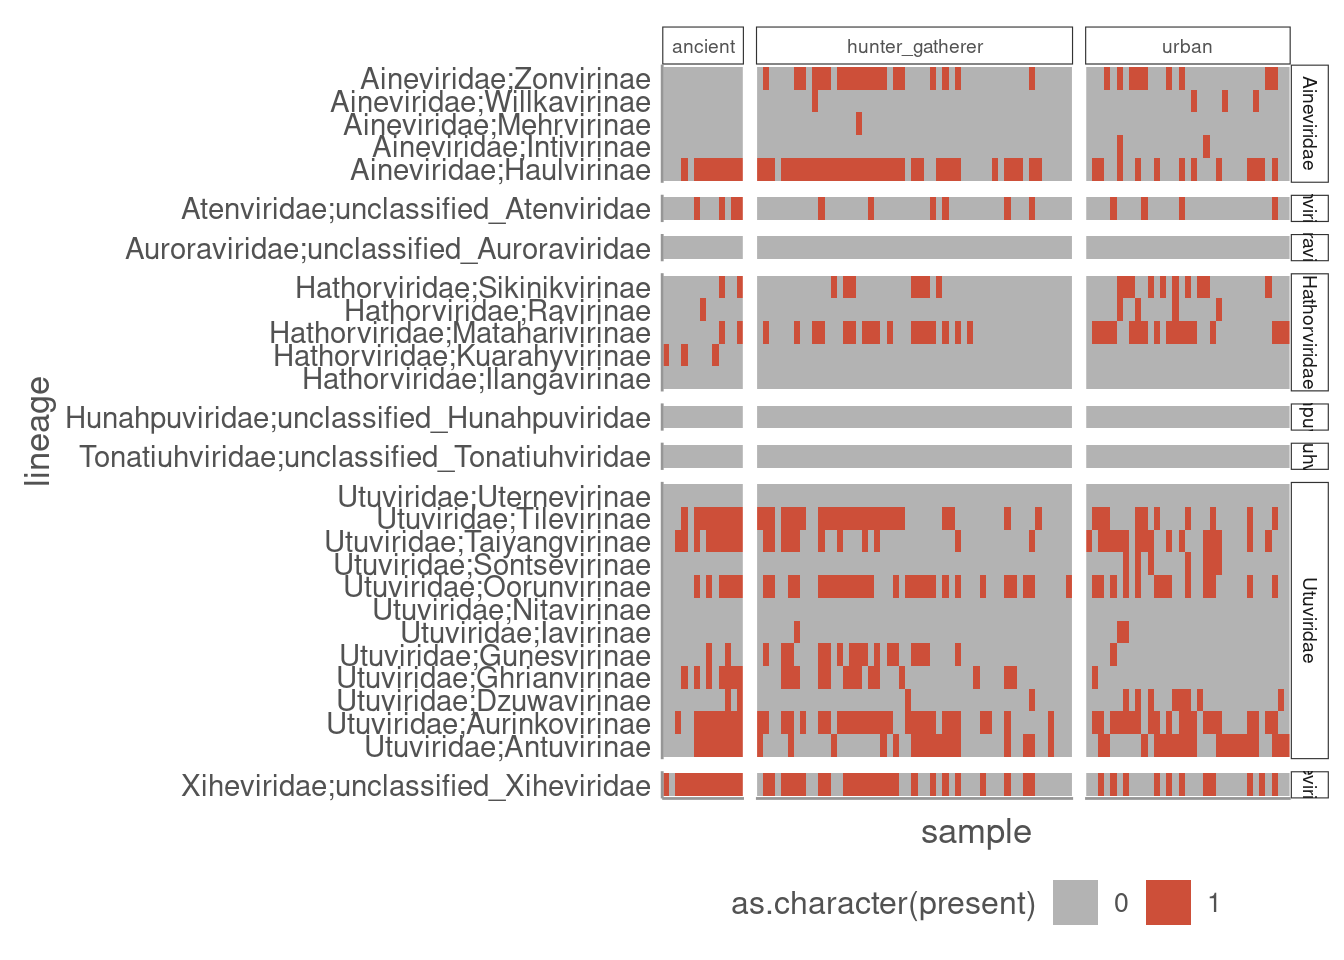 ancient hunter_gatherer urban
Aineviridae;Zonvirinae
Aineviridae;Willkavirinae
Aineviridae;Mehrvirinae
Aineviridae;Intivirinae
Aineviridae;Haulvirinae
Aineviridae
Atenviridae;unclassified_Atenviridae
Auroraviridae;unclassified_Auroraviridae
Hathorviridae;Sikinikvirinae
Hathorviridae;Ravirinae
Hathorviridae;Mataharivirinae
Hathorviridae;Kuarahyvirinae
Hathorviridae;Ilangavirinae
Hathorviridae
Hunahpuviridae;unclassified_Hunahpuviridae
Tonatiuhviridae;unclassified_Tonatiuhviridae
Utuviridae;Uternevirinae
Utuviridae;Tilevirinae
Utuviridae;Taiyangvirinae
Utuviridae;Sontsevirinae
Utuviridae;Oorunvirinae
Utuviridae;Nitavirinae
Utuviridae;Iavirinae
Utuviridae;Gunesvirinae
Utuviridae;Ghrianvirinae
Utuviridae;Dzuwavirinae
Utuviridae;Aurinkovirinae
Utuviridae;Antuvirinae
Utuviridae
Xiheviridae;unclassified_Xiheviridae
lineage
sample
as.character(present) 0 1